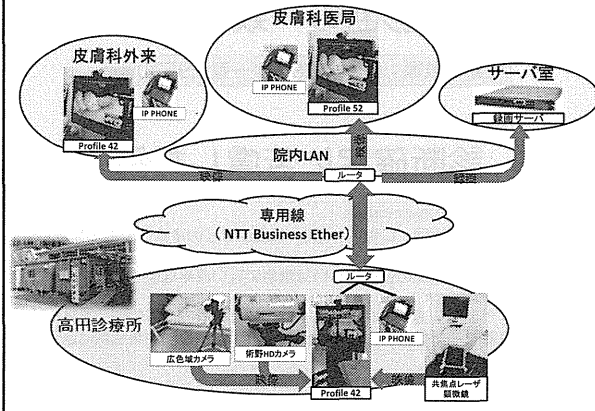 皮膚科医局
皮膚科外来
サーバ室
IP PHONE
IP PHONE
Profile 42
Profile 52
録画サーバ
院内LAN
映像
映像
録画
ルータ
専用線
( NTT Business Ether)
ルータ
高田診療所
IP PHONE
広色域カメラ
術野HDカメラ
映像
Profile 42
映像
共焦点レーザ
顕微鏡